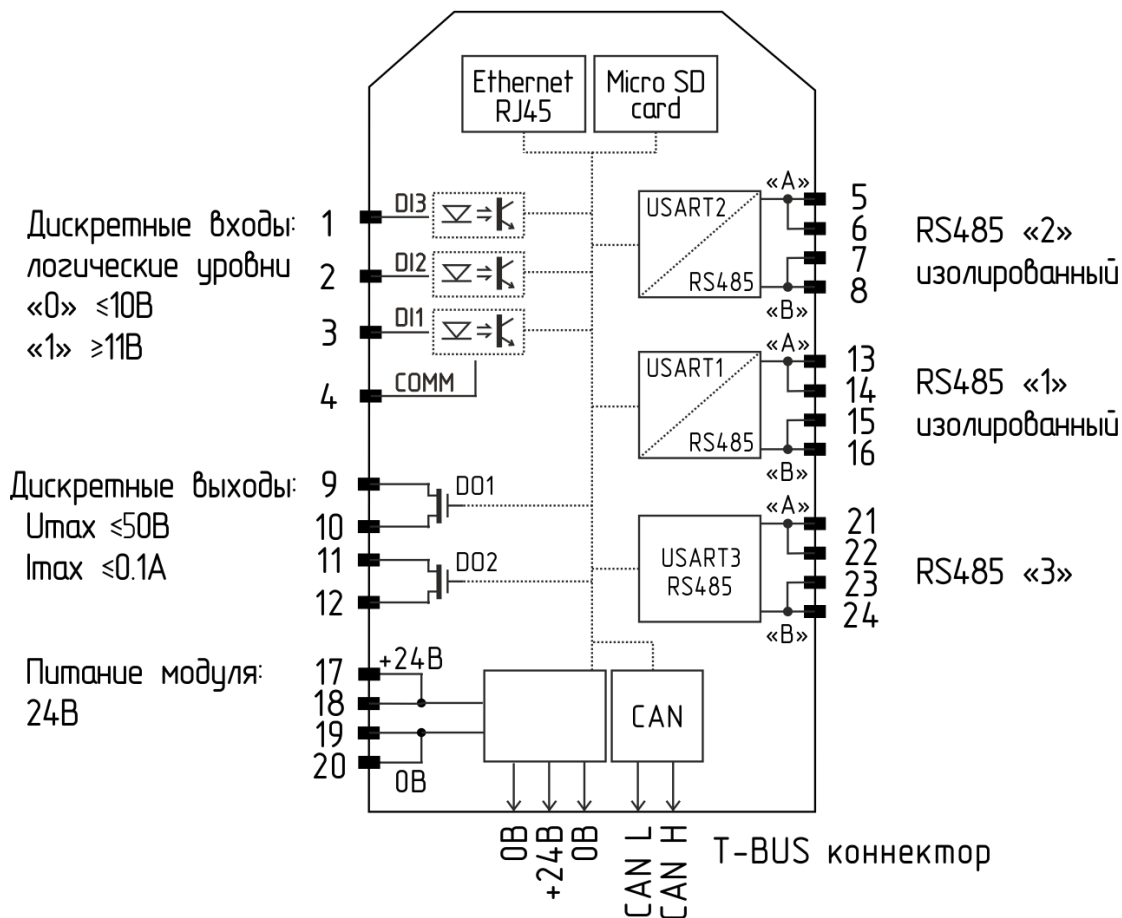 Ethernet
RJ45
Micro SD
card
Дискретные входы:
логические уровни
«0» ≤10В
«1» ≥11В
1
2
3
4
DI3
DI2
DI1
COMM
USART2
RS485
«А»
«В»
5
6
7
8
RS485 «2»
изолированный
USART1
RS485
«А»
«В»
13
14
15
16
RS485 «1»
изолированный
Дискретные выходы:
Umax ≤50В
Imax ≤0.1А
9
10
11
12
DO1
DO2
USART3
RS485
«А»
«В»
21
22
23
24
RS485 «3»
Питание модуля:
24В
17
18
19
20
+24В
0В
CAN
0В
+24В
0В
CAN L
CAN H
T-BUS коннектор